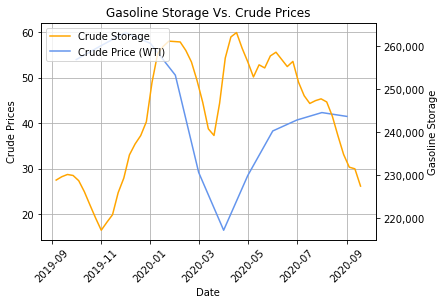 Gasoline Storage Vs. Crude Prices
Crude Storage
Crude Price (WTI)
60
50
40
30
20
Crude Prices
260,000
250,000
240,000
230,000
220,000
Gasoline Storage
2019-09
2019-11
2020-01
2020-03
2020-05
2020-07
2020-09
Date